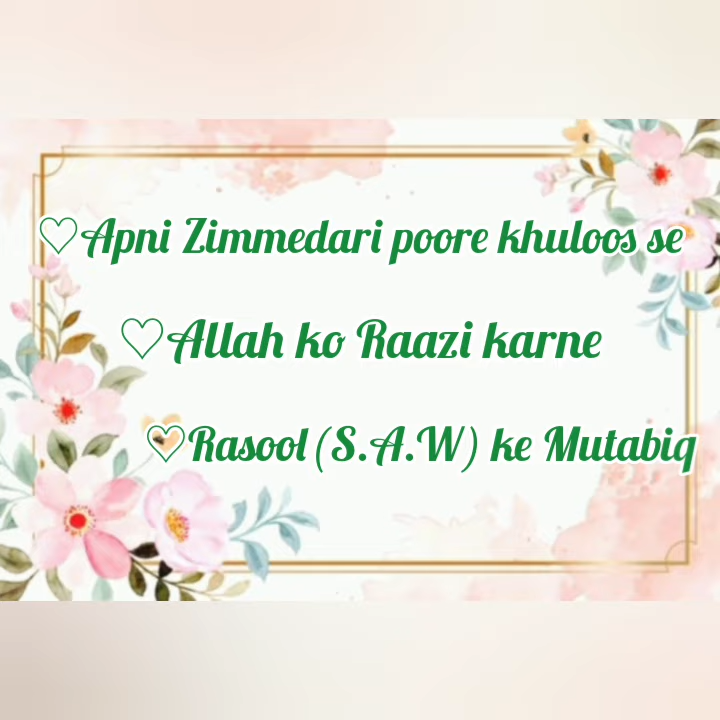 ♡Apni Zimmedari poore khuloos se
♡Allah ko Raazi karne
♡Rasool (S.A.W) ke Mutabiq